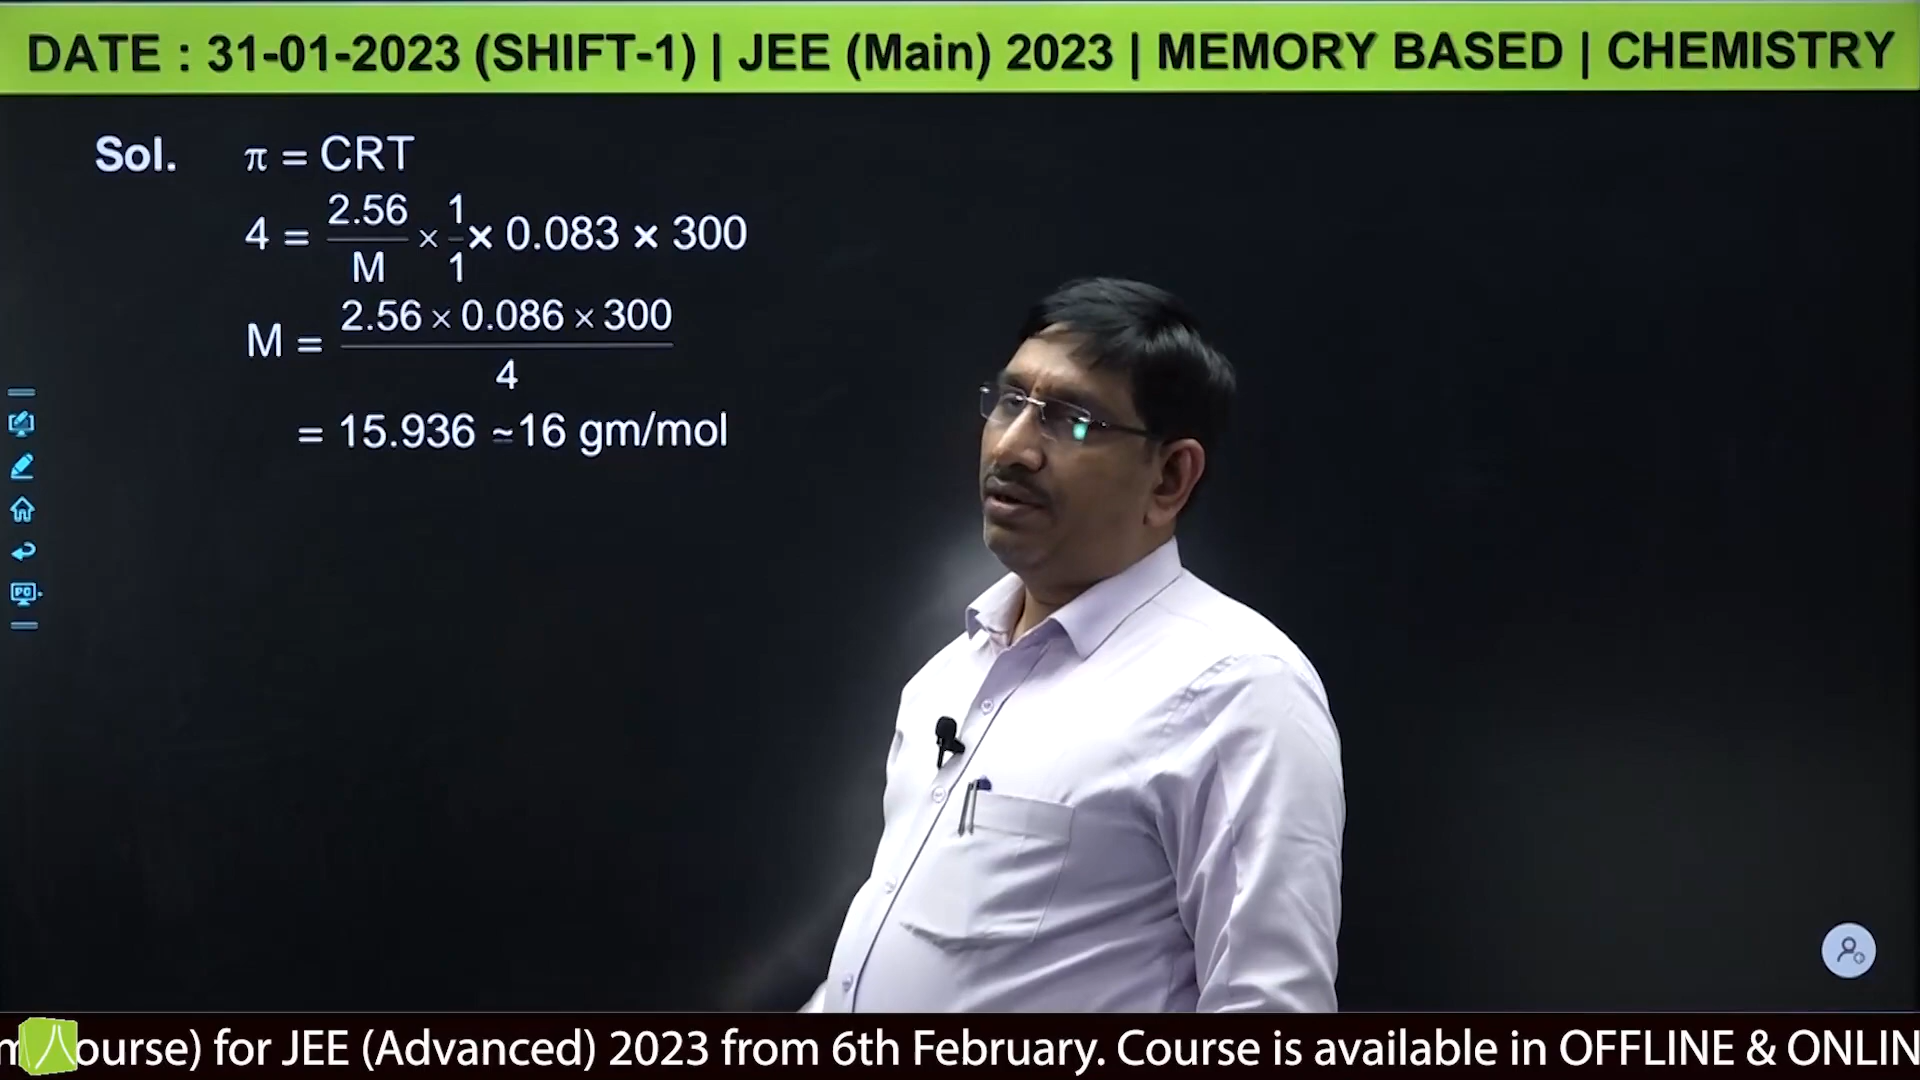 DATE : 31-01-2023 (SHIFT-1) | JEE (Main) 2023 | MEMORY BASED | CHEMISTRY
Sol. π = CRT
4 = 2.56/M × 1/1 × 0.083 × 300
M = 2.56 × 0.086 × 300 / 4
= 15.936 ≃16 gm/mol
PC
ourse) for JEE (Advanced) 2023 from 6th February. Course is available in OFFLINE & ONLIN